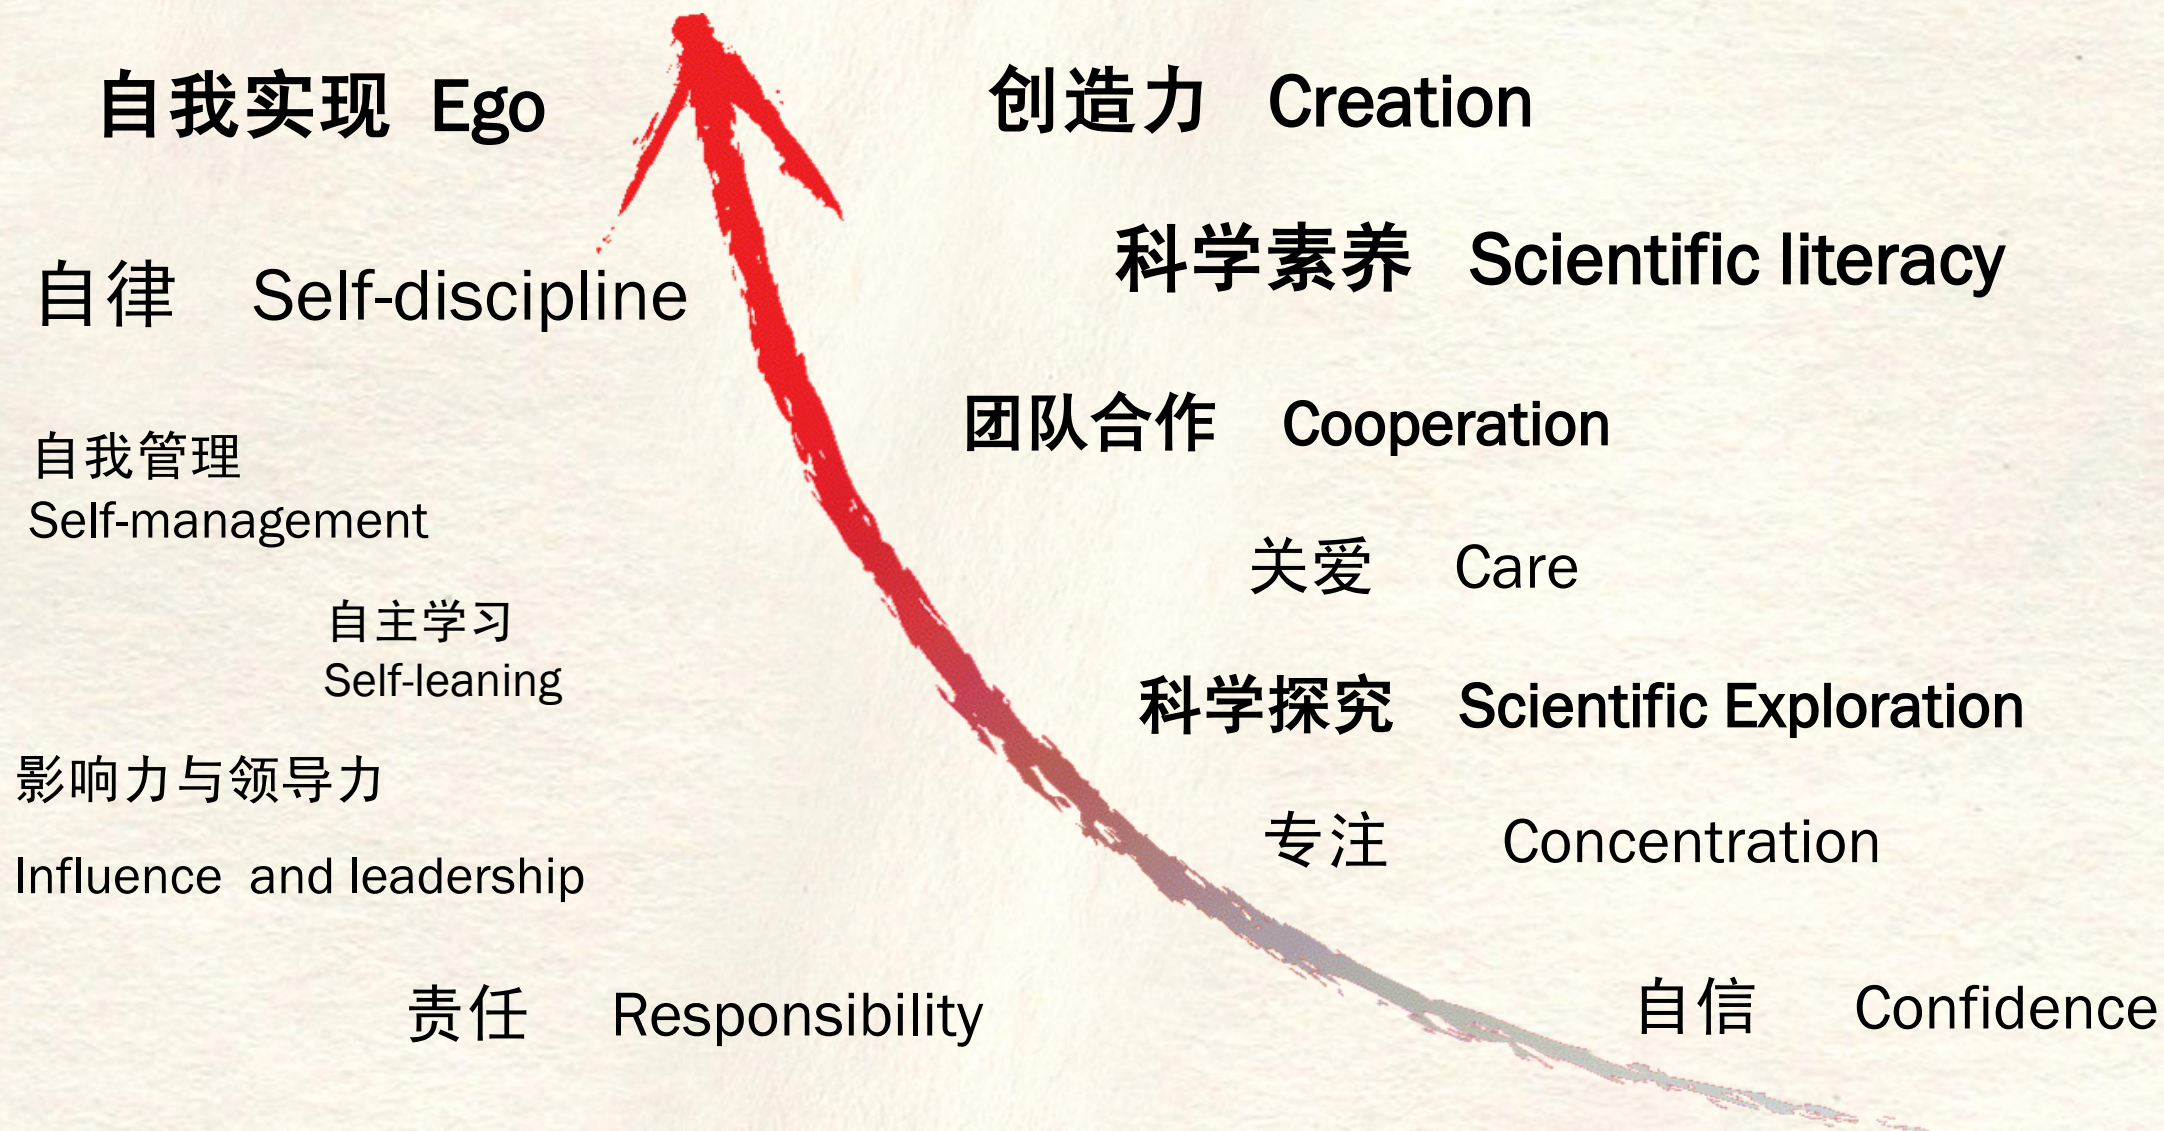 自我实现 Ego
自律 Self-discipline
自我管理
Self-management
自主学习
Self-leaning
影响力与领导力
Influence and leadership
责任 Responsibility
创造力 Creation
科学素养 Scientific literacy
团队合作 Cooperation
关爱 Care
科学探究 Scientific Exploration
专注 Concentration
自信 Confidence